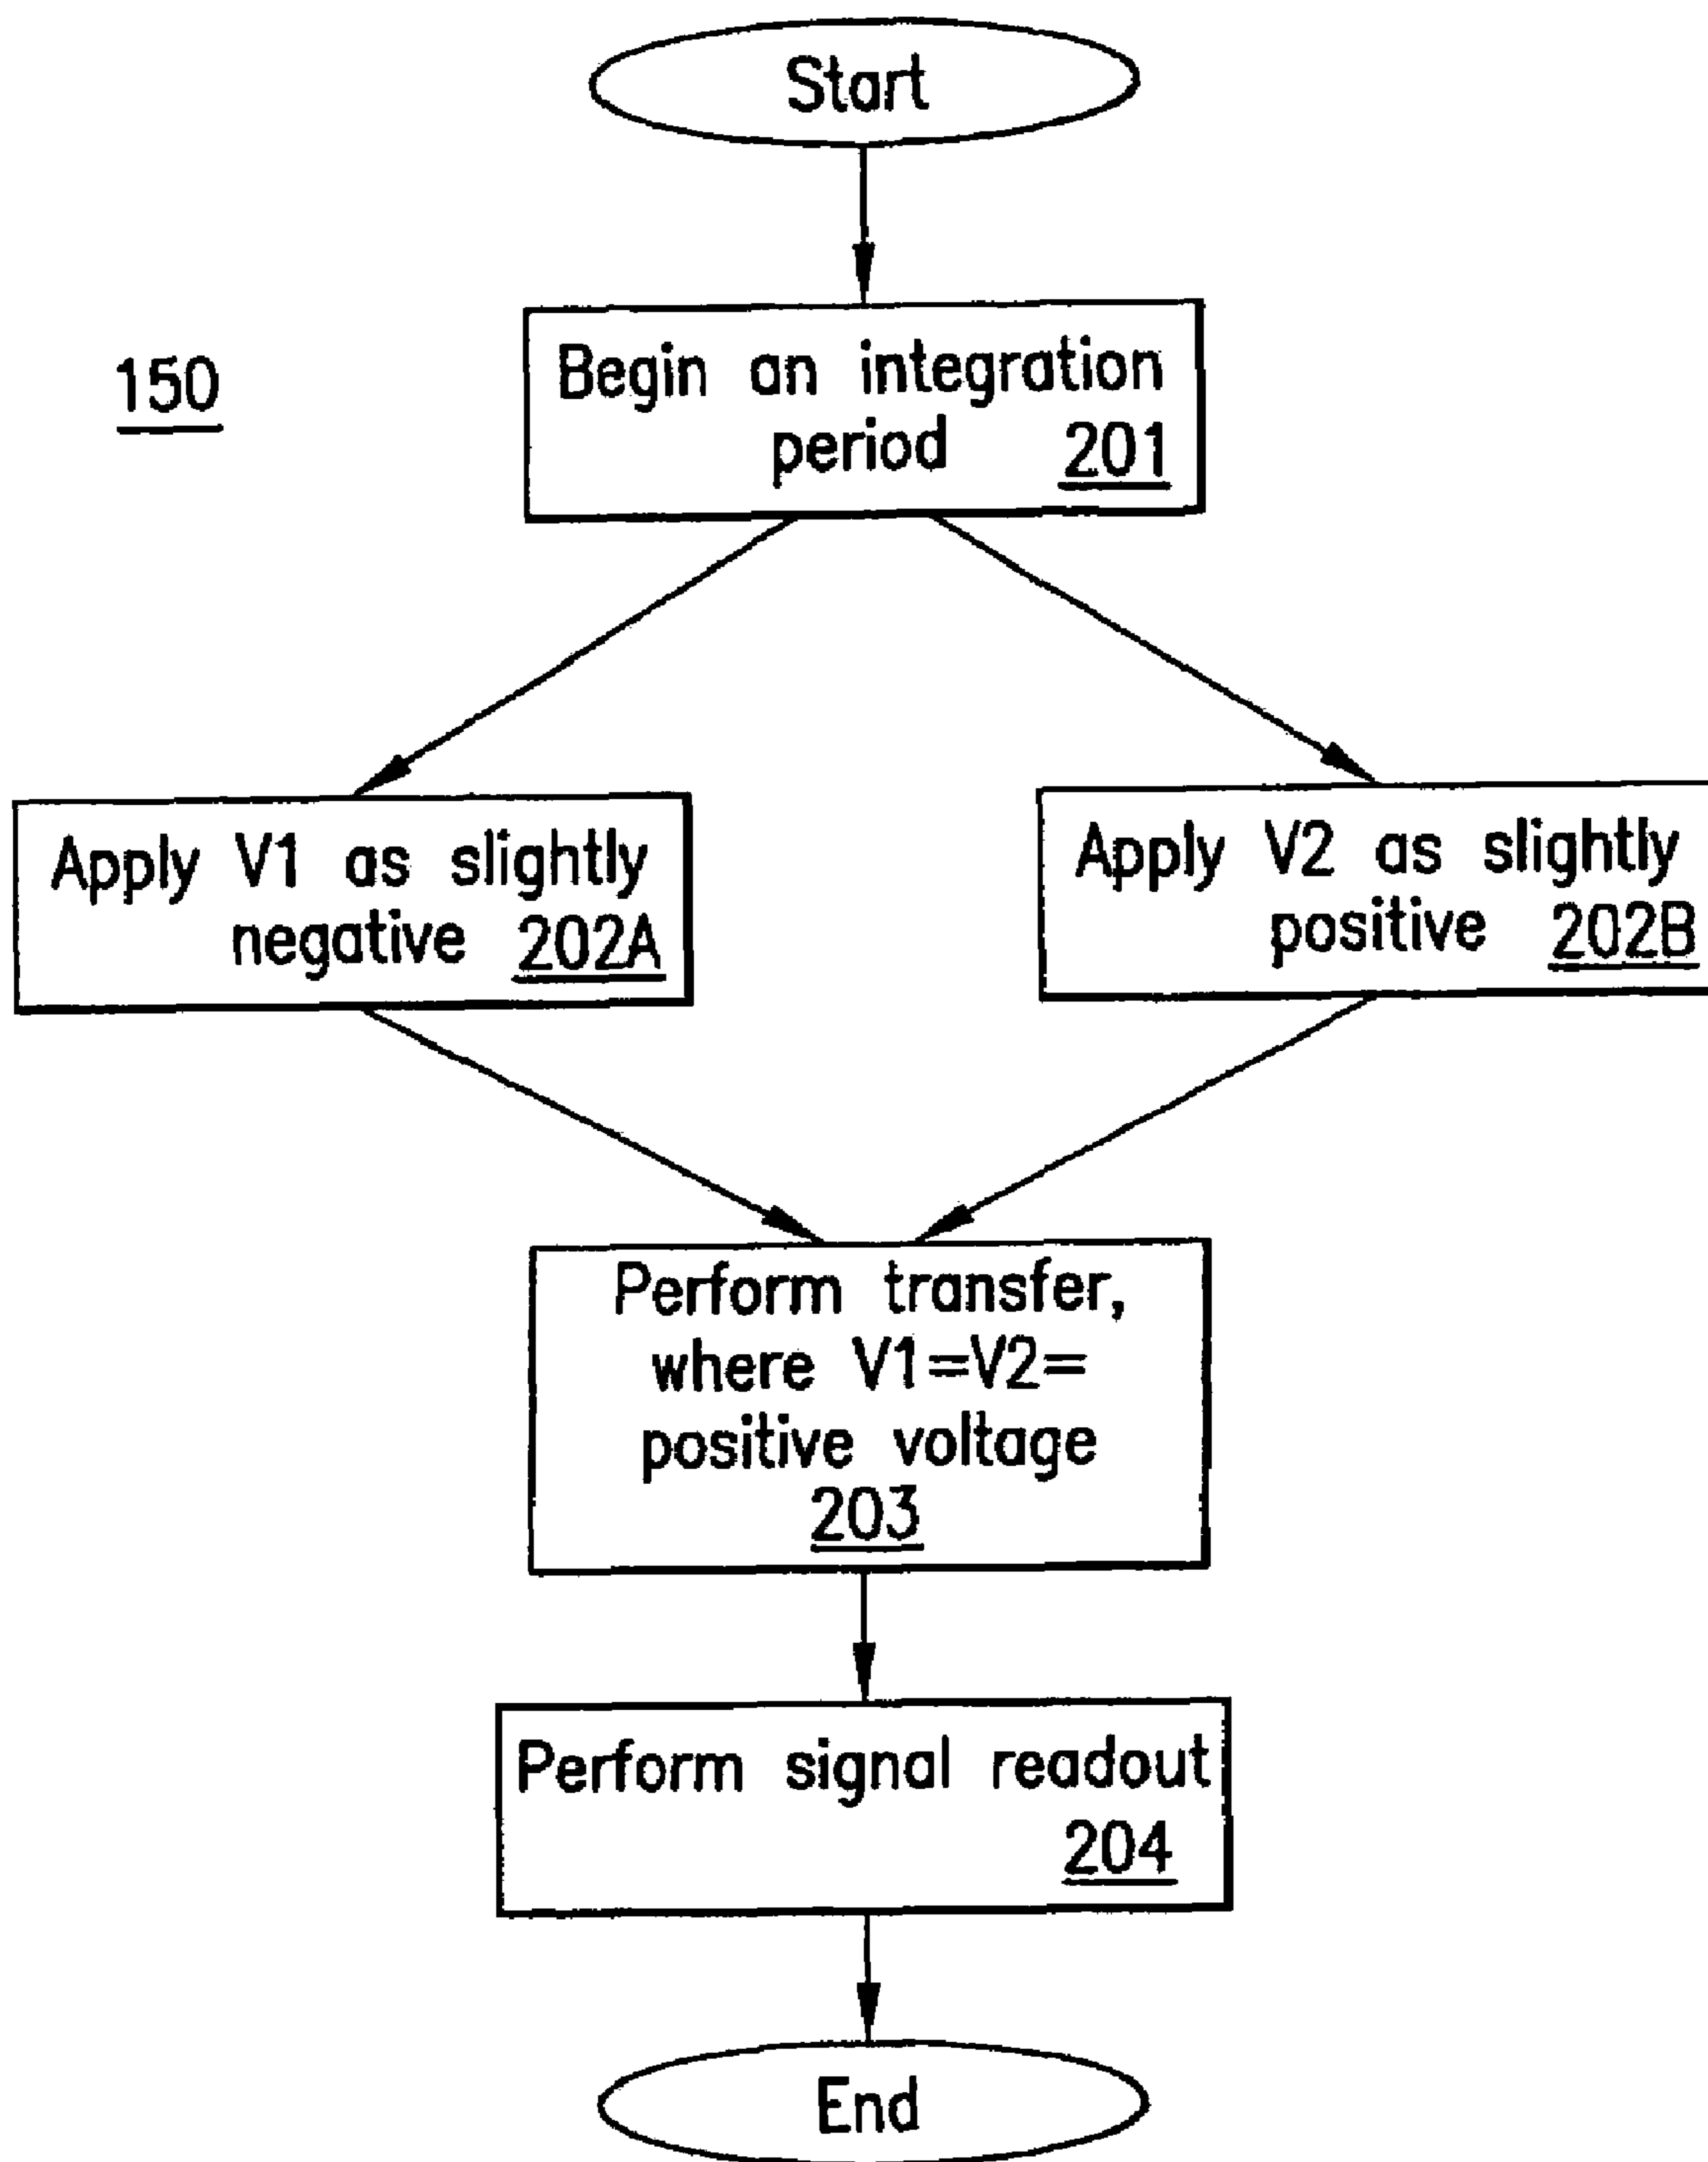 Start
150
Begin an integration
period 201
Apply V1 as slightly
negative 202A
Apply V2 as slightly
positive 202B
Perform transfer,
where V1=V2=
positive voltage
203
Perform signal readout
204
End